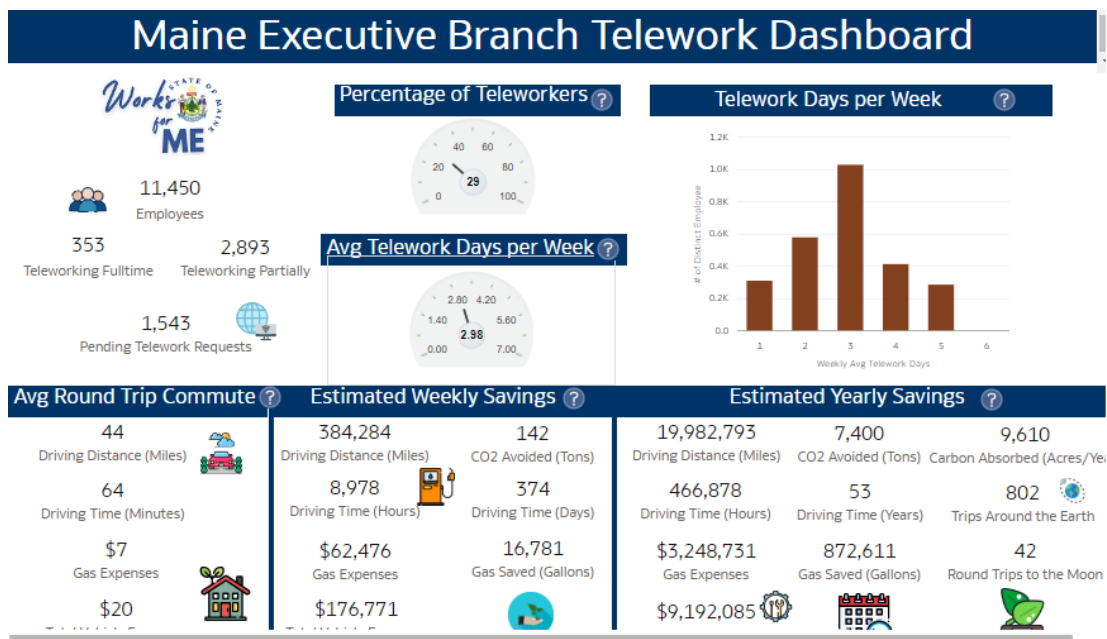 Maine Executive Branch Telework Dashboard
Works
for
ME
STATE OF MAINE
11,450
Employees
353
Teleworking Fulltime
2,893
Teleworking Partially
1,543
Pending Telework Requests
Percentage of Teleworkers ?
0
20
40
60
80
100
29
Avg Telework Days per Week ?
0.00
1.40
2.80
4.20
5.60
7.00
2.98
Telework Days per Week ?
# of Distinct Employee
1.2K
1.0K
0.8K
0.6K
0.4K
0.2K
0.0
1 2 3 4 5 6
Weekly Avg Telework Days
Avg Round Trip Commute ?
44
Driving Distance (Miles)
64
Driving Time (Minutes)
$7
Gas Expenses
$20
Estimated Weekly Savings ?
384,284
Driving Distance (Miles)
142
CO2 Avoided (Tons)
8,978
Driving Time (Hours)
374
Driving Time (Days)
$62,476
Gas Expenses
16,781
Gas Saved (Gallons)
$176,771
Estimated Yearly Savings ?
19,982,793
Driving Distance (Miles)
7,400
CO2 Avoided (Tons)
9,610
Carbon Absorbed (Acres/Ye
466,878
Driving Time (Hours)
53
Driving Time (Years)
802
Trips Around the Earth
$3,248,731
Gas Expenses
872,611
Gas Saved (Gallons)
42
Round Trips to the Moon
$9,192,085